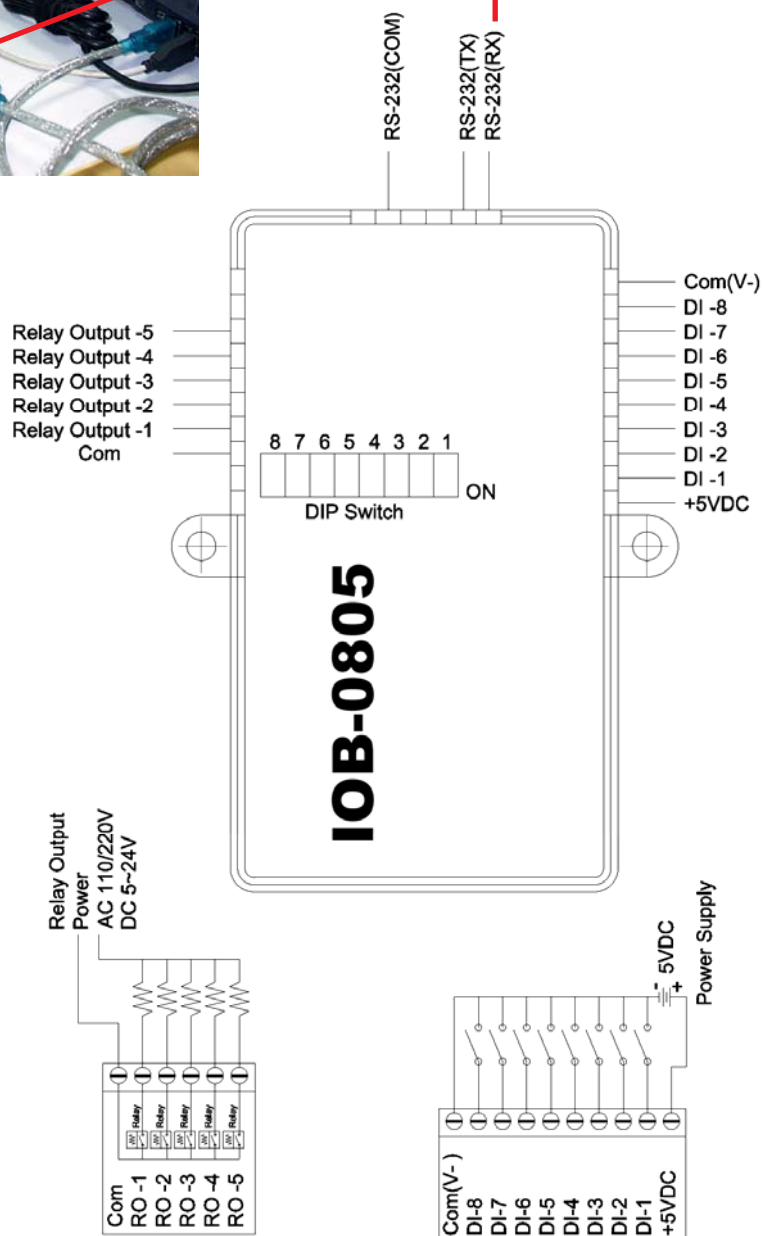 RS-232(COM)
RS-232(TX)
RS-232(RX)
Com(V-)
DI -8
DI -7
DI -6
DI -5
DI -4
DI -3
DI -2
DI -1
+5VDC
Relay Output -5
Relay Output -4
Relay Output -3
Relay Output -2
Relay Output -1
Com
8 7 6 5 4 3 2 1
ON
DIP Switch
IOB-0805
Relay Output
Power
AC 110/220V
DC 5~24V
Relay
Relay
Relay
Relay
Relay
Com
RO -1
RO -2
RO -3
RO -4
RO -5
- 5VDC
+
Power Supply
Com(V- )
DI-8
DI-7
DI-6
DI-5
DI-4
DI-3
DI-2
DI-1
+5VDC